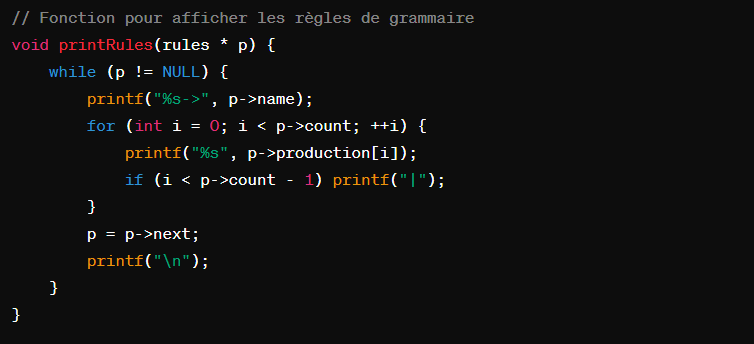 // Fonction pour afficher les règles de grammaire
void printRules(rules * p) {
    while (p != NULL) {
        printf("%s->", p->name);
        for (int i = 0; i < p->count; ++i) {
            printf("%s", p->production[i]);
            if (i < p->count - 1) printf("|");
        }
        p = p->next;
        printf("\n");
    }
}